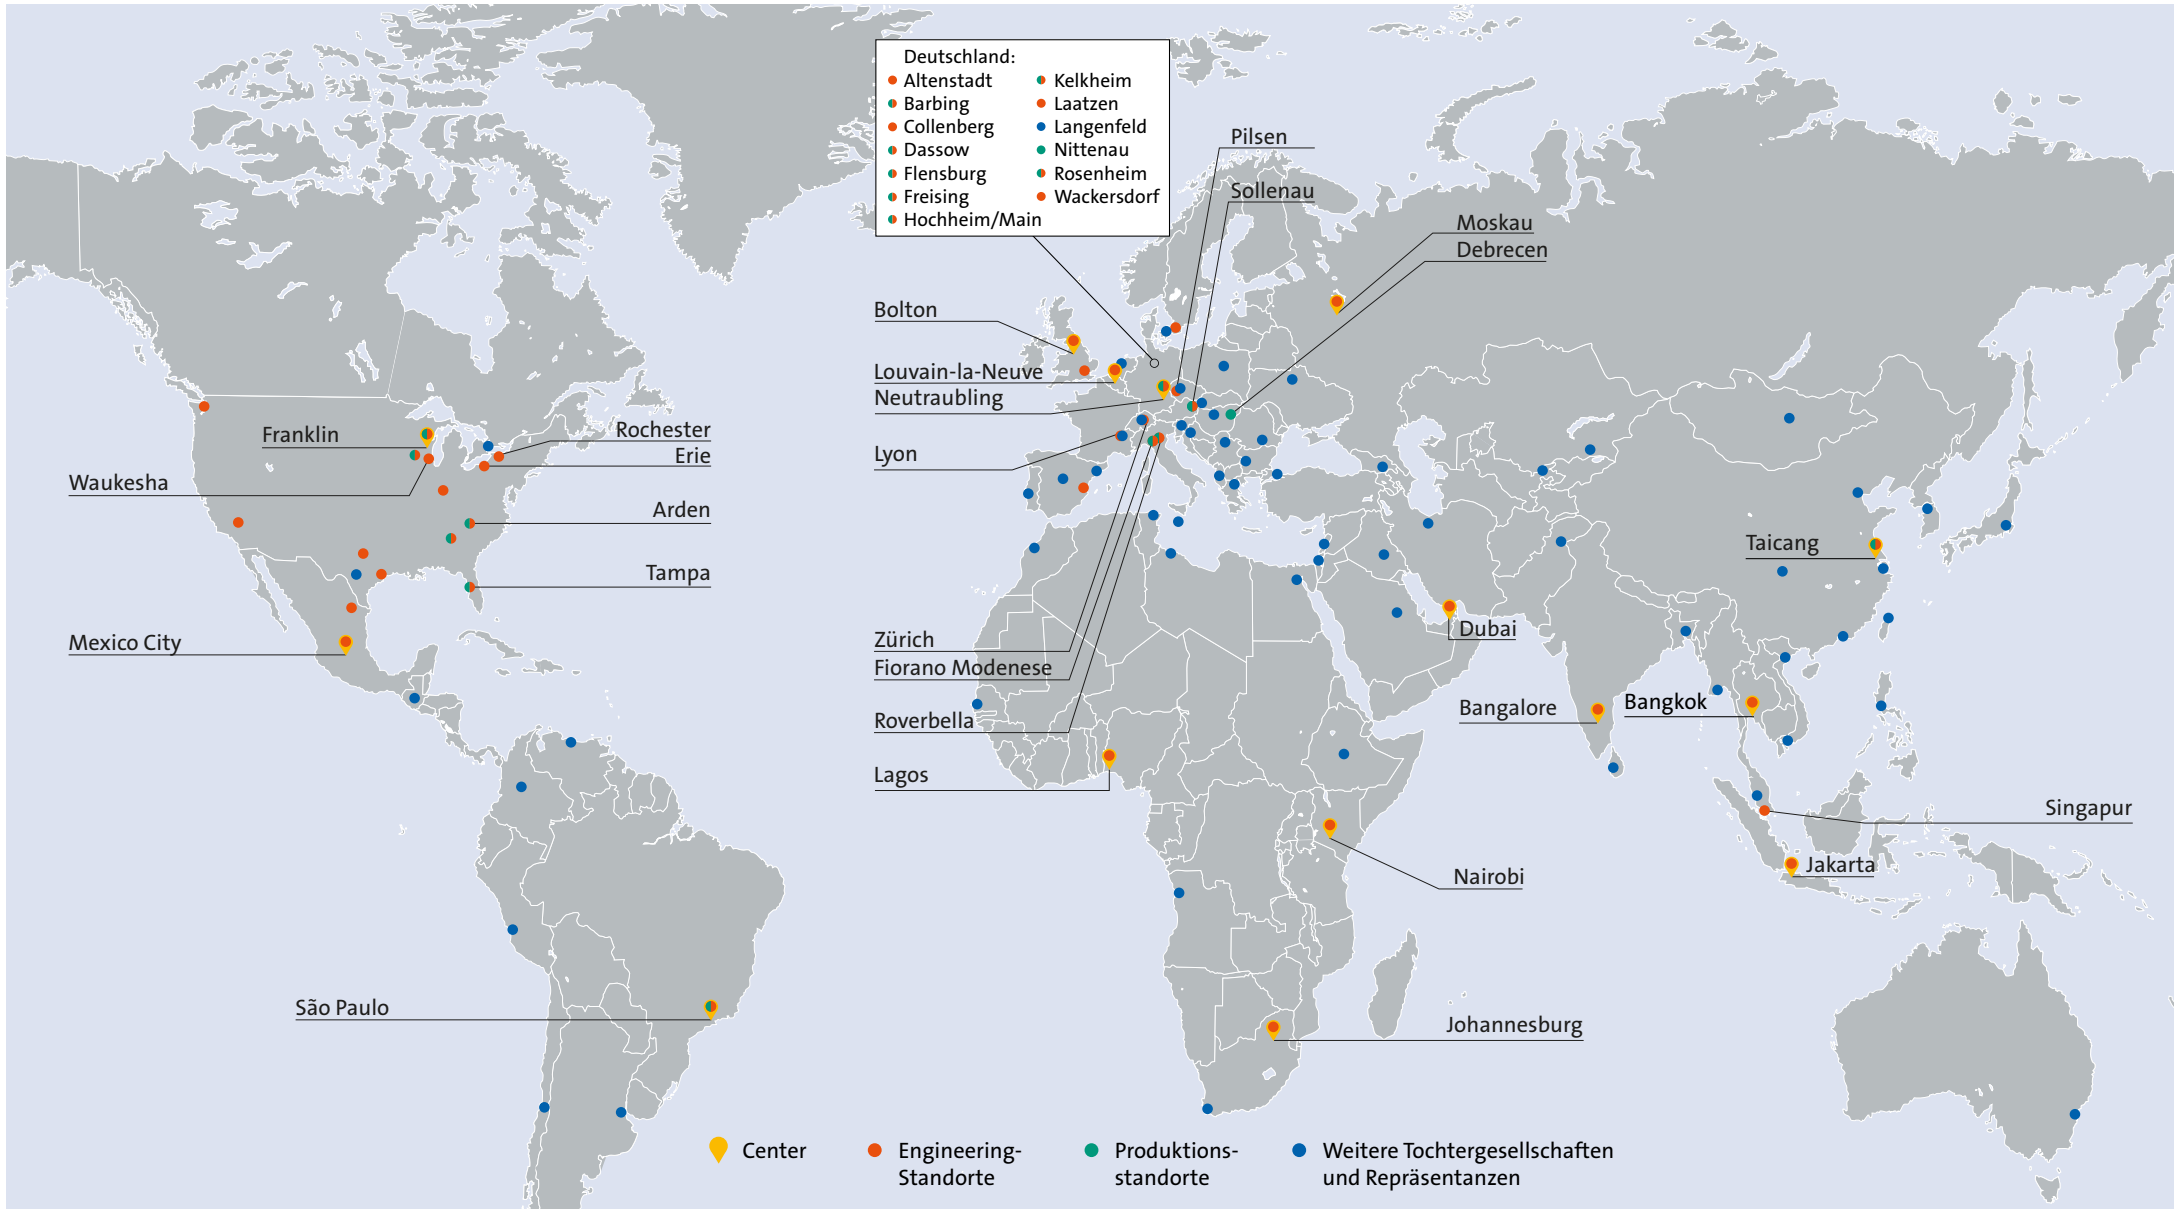 Deutschland:
Altenstadt
Barbing
Collenberg
Dassow
Flensburg
Freising
Hochheim/Main
Kelkheim
Laatzen
Langenfeld
Nittenau
Rosenheim
Wackersdorf
Pilsen
Sollenau
Moskau
Debrecen
Bolton
Louvain-la-Neuve
Neutraubling
Lyon
Franklin
Rochester
Erie
Waukesha
Arden
Tampa
Mexico City
Taicang
Zürich
Fiorano Modenese
Roverbella
Lagos
Dubai
Bangalore
Bangkok
Singapur
Jakarta
Nairobi
São Paulo
Johannesburg
Center
Engineering-
Standorte
Produktions-
standorte
Weitere Tochtergesellschaften
und Repräsentanzen